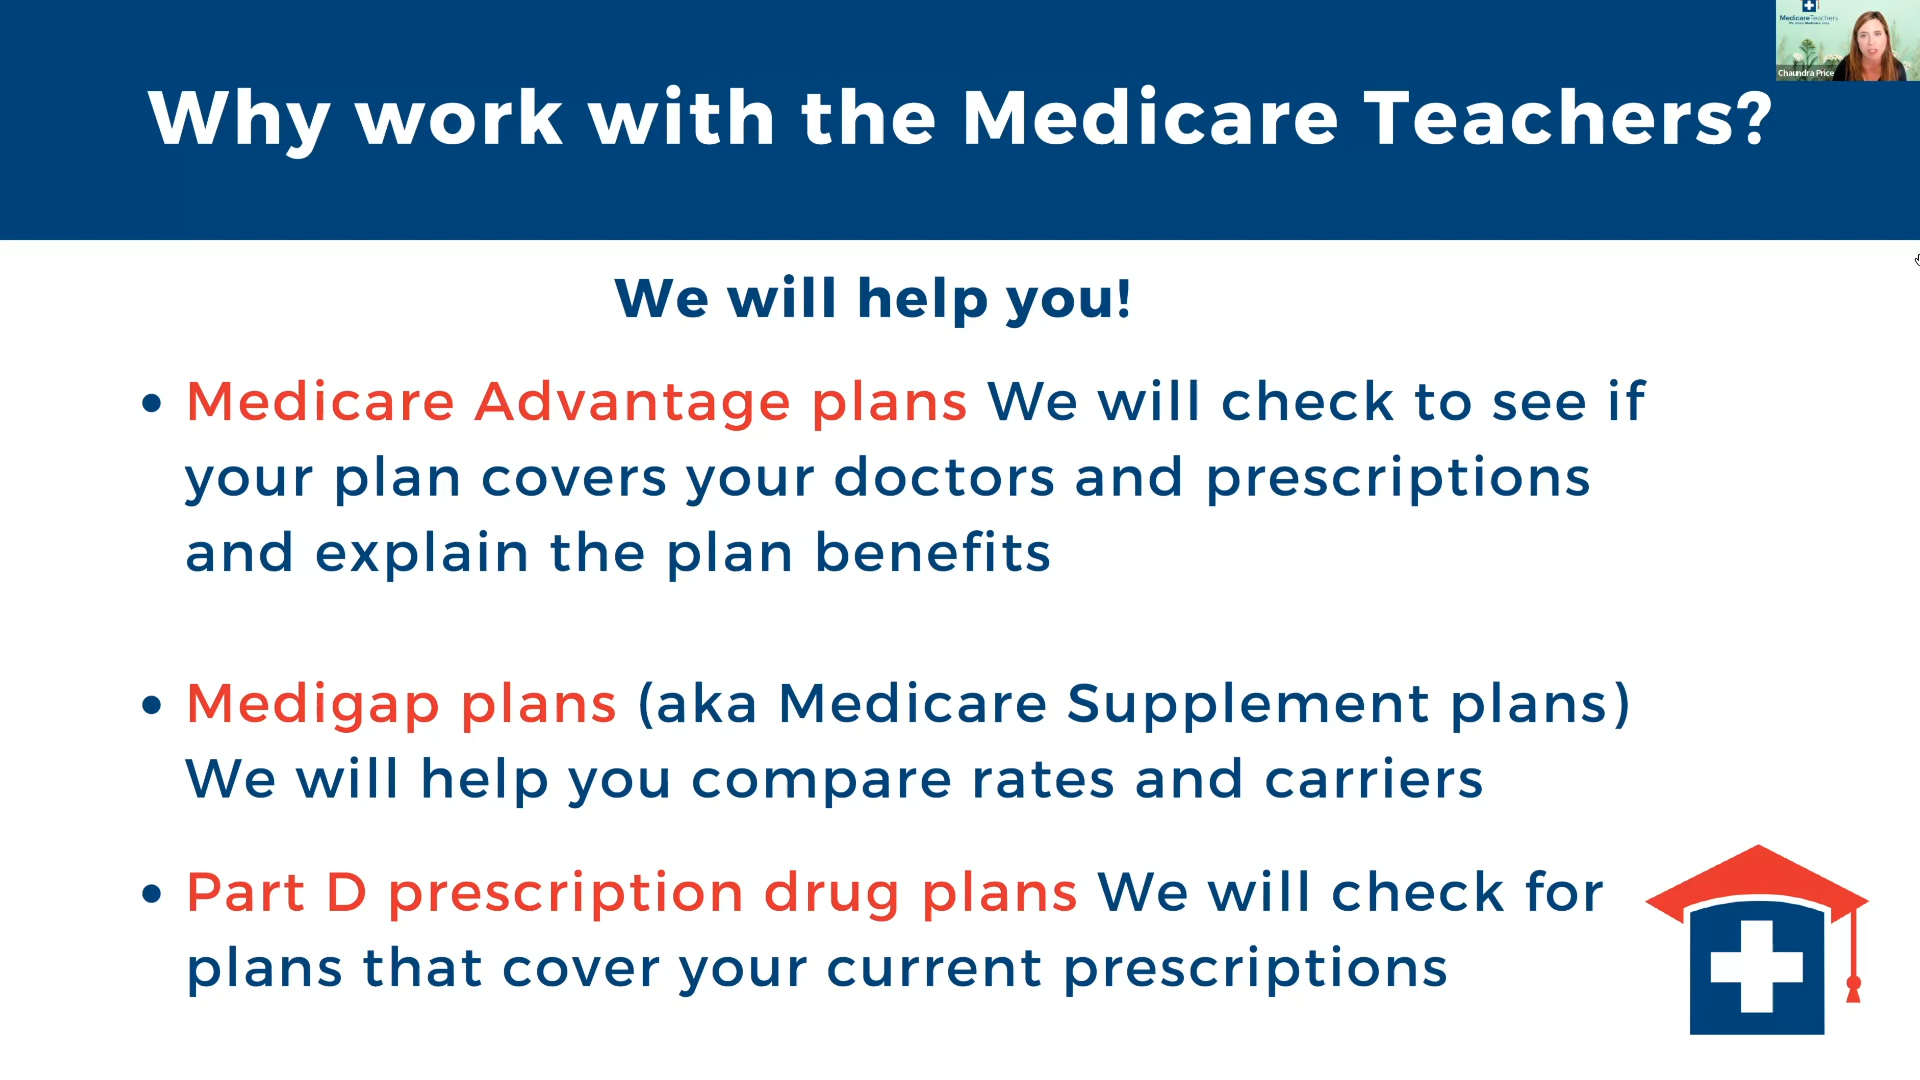 MedicareTeachers
Chaundra Price
Why work with the Medicare Teachers?
We will help you!
• Medicare Advantage plans We will check to see if
your plan covers your doctors and prescriptions
and explain the plan benefits
• Medigap plans (aka Medicare Supplement plans)
We will help you compare rates and carriers
• Part D prescription drug plans We will check for
plans that cover your current prescriptions